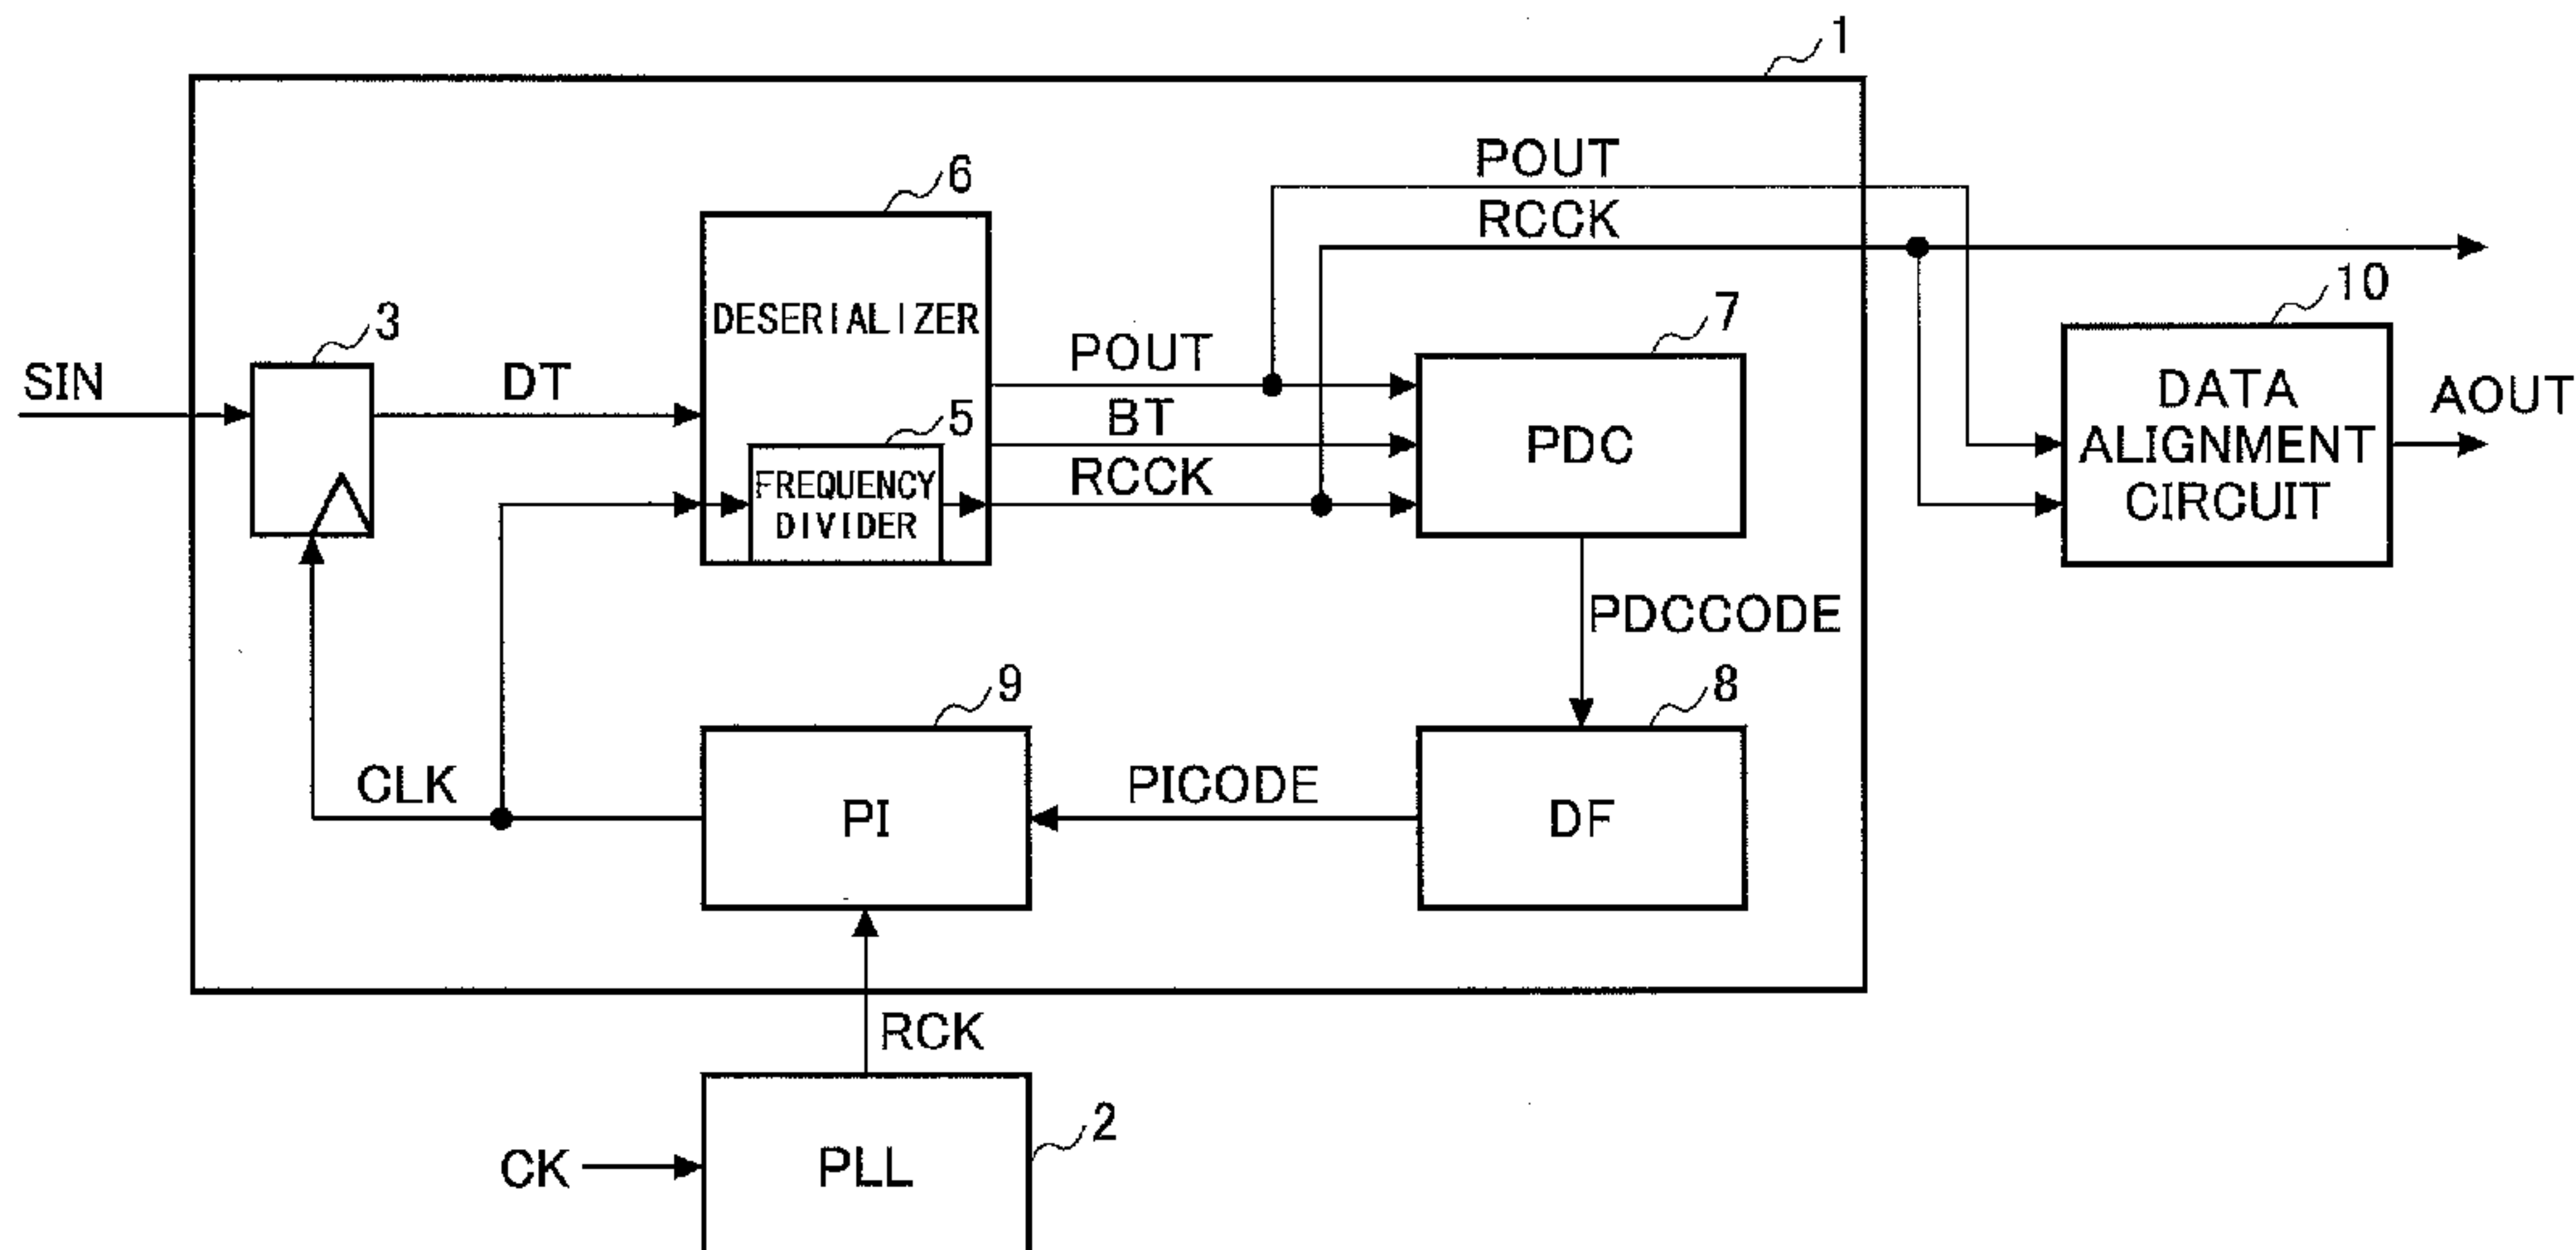 1
POUT
6
RCCK
10
3
DESERIALIZER
7
SIN
DT
POUT
DATA
ALIGNMENT
CIRCUIT
AOUT
5
BT
PDC
FREQUENCY
DIVIDER
RCCK
PDCCODE
9
8
CLK
PI
PICODE
DF
RCK
2
CK
PLL